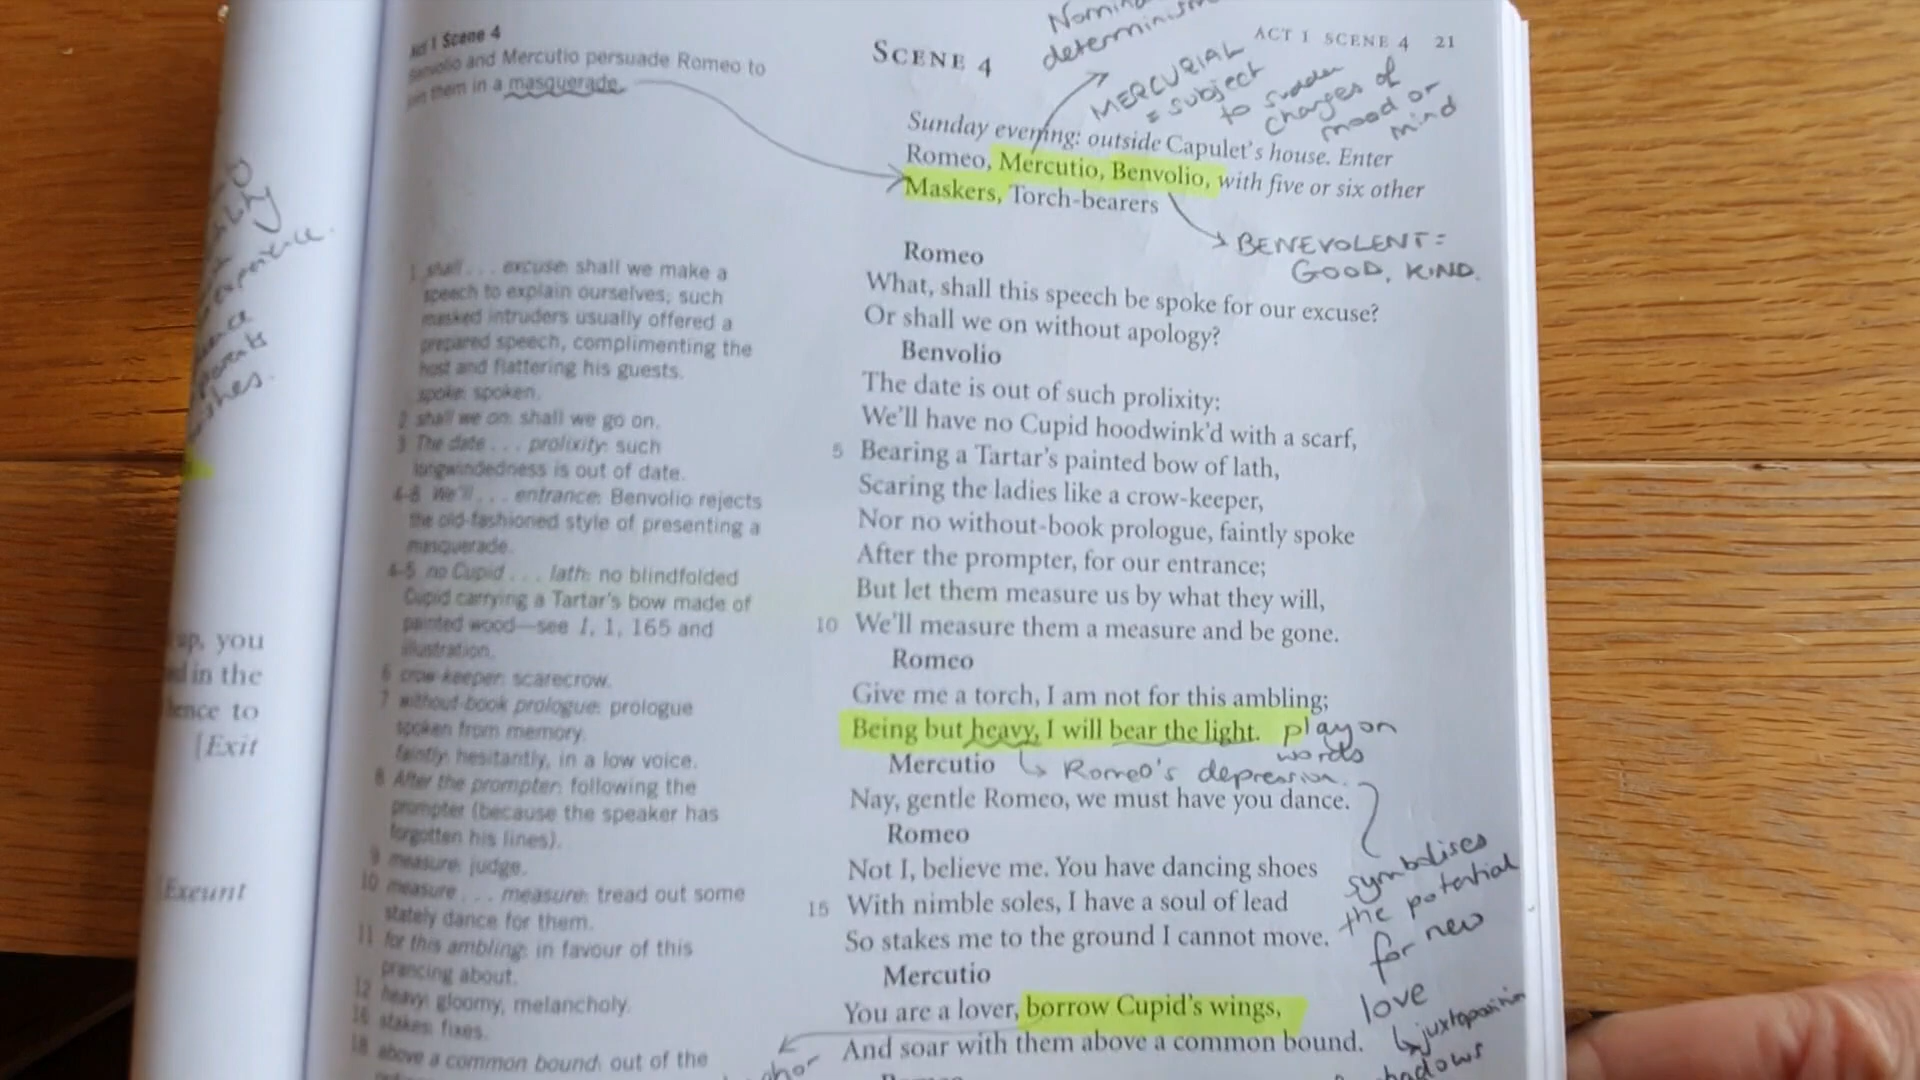 Act 1 Scene 4
and Mercutio persuade Romeo to
them in a masquerade.
up, you
in the
to
[Exit
Exeunt
1 shall . . . excuse: shall we make a
speech to explain ourselves; such
masked intruders usually offered a
prepared speech, complimenting the
host and flattering his guests.
spoke: spoken.
2 shall we on: shall we go on.
3 The date . . . prolixity: such
longwindedness is out of date.
4-8 We'll . . . entrance: Benvolio rejects
the old-fashioned style of presenting a
masquerade.
4-5 no Cupid . . . lath: no blindfolded
Cupid carrying a Tartar's bow made of
painted wood—see 1, 1, 165 and
illustration.
6 crow-keeper: scarecrow.
7 without-book prologue: prologue
spoken from memory.
faintly: hesitantly, in a low voice.
8 After the prompter: following the
prompter (because the speaker has
forgotten his lines).
9 measure: judge.
10 measure . . . measure: tread out some
stately dance for them.
11 for this ambling: in favour of this
prancing about.
12 heavy: gloomy, melancholy.
16 stakes: fixes.
18 above a common bound: out of the
ACT 1 SCENE 4 21
determinism
MERCURIAL
= subject
to sudden
changes of
mood or
mind
SCENE 4
Sunday evening: outside Capulet's house. Enter
Romeo, Mercutio, Benvolio, with five or six other
Maskers, Torch-bearers
BENEVOLENT =
GOOD, KIND.
Romeo
What, shall this speech be spoke for our excuse?
Or shall we on without apology?
Benvolio
The date is out of such prolixity:
We'll have no Cupid hoodwink'd with a scarf,
5 Bearing a Tartar's painted bow of lath,
Scaring the ladies like a crow-keeper,
Nor no without-book prologue, faintly spoke
After the prompter, for our entrance;
But let them measure us by what they will,
10 We'll measure them a measure and be gone.
Romeo
Give me a torch, I am not for this ambling;
Being but heavy, I will bear the light. play on
words
Mercutio Romeo's depression.
Nay, gentle Romeo, we must have you dance.
Romeo
Not I, believe me. You have dancing shoes
15 With nimble soles, I have a soul of lead
So stakes me to the ground I cannot move.
symbolises
the potential
for new
love
juxtaposition
Mercutio
You are a lover, borrow Cupid's wings,
And soar with them above a common bound.